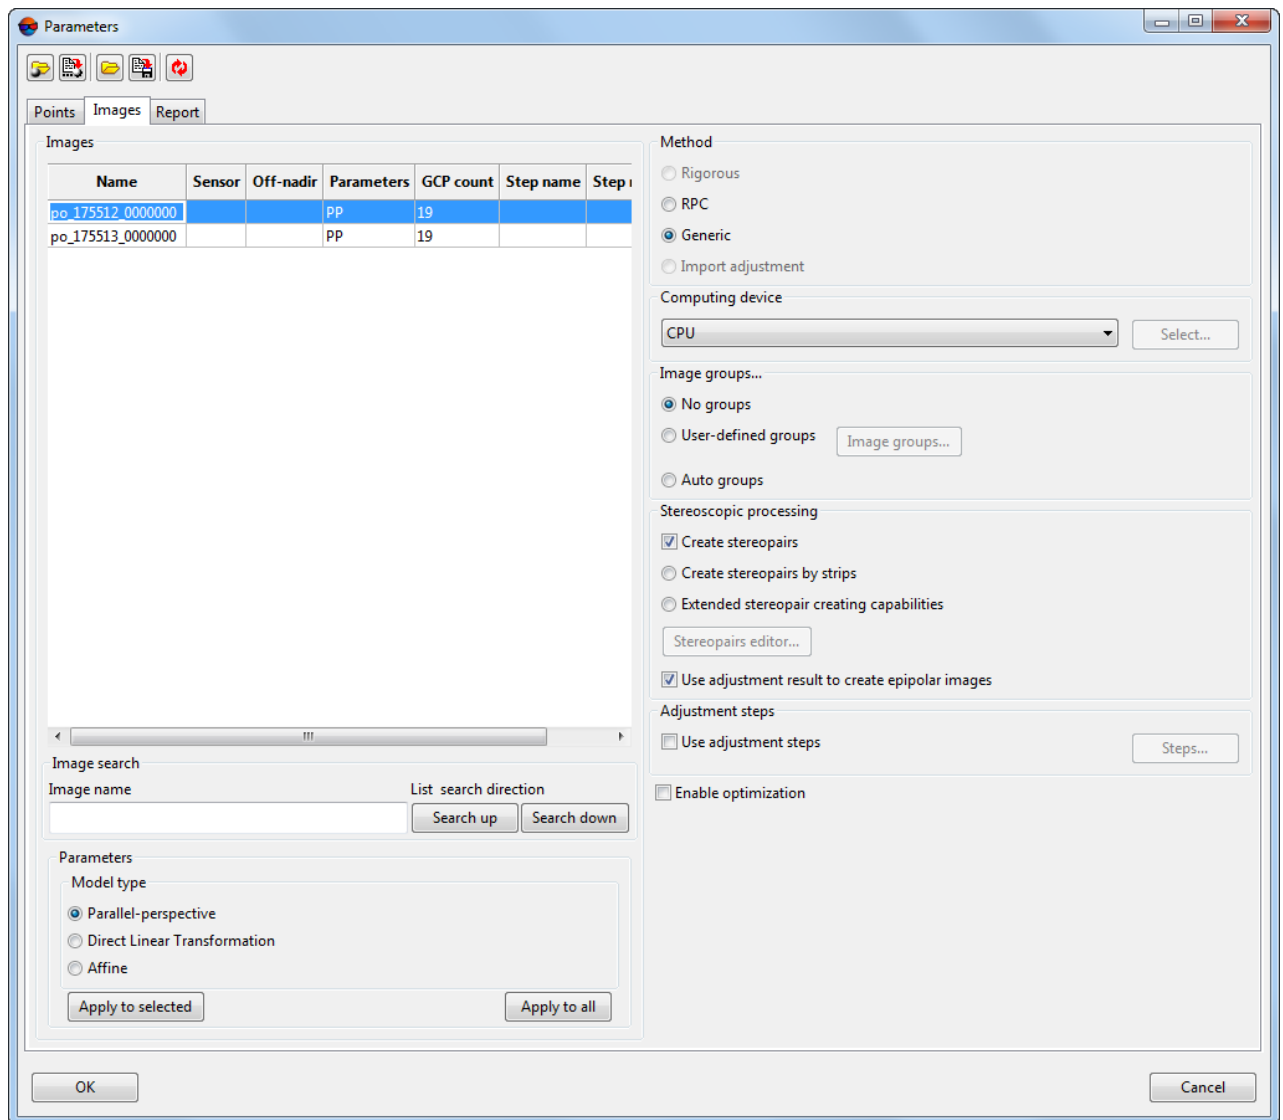 Parameters
Points Images Report
Images
Name Sensor Off-nadir Parameters GCP count Step name Step
po_175512_0000000 PP 19
po_175513_0000000 PP 19
Image search
Image name List search direction
Search up Search down
Parameters
Model type
Parallel-perspective
Direct Linear Transformation
Affine
Apply to selected Apply to all
Method
Rigorous
RPC
Generic
Import adjustment
Computing device
CPU Select...
Image groups...
No groups
User-defined groups Image groups...
Auto groups
Stereoscopic processing
Create stereopairs
Create stereopairs by strips
Extended stereopair creating capabilities
Stereopairs editor...
Use adjustment result to create epipolar images
Adjustment steps
Use adjustment steps Steps...
Enable optimization
OK Cancel